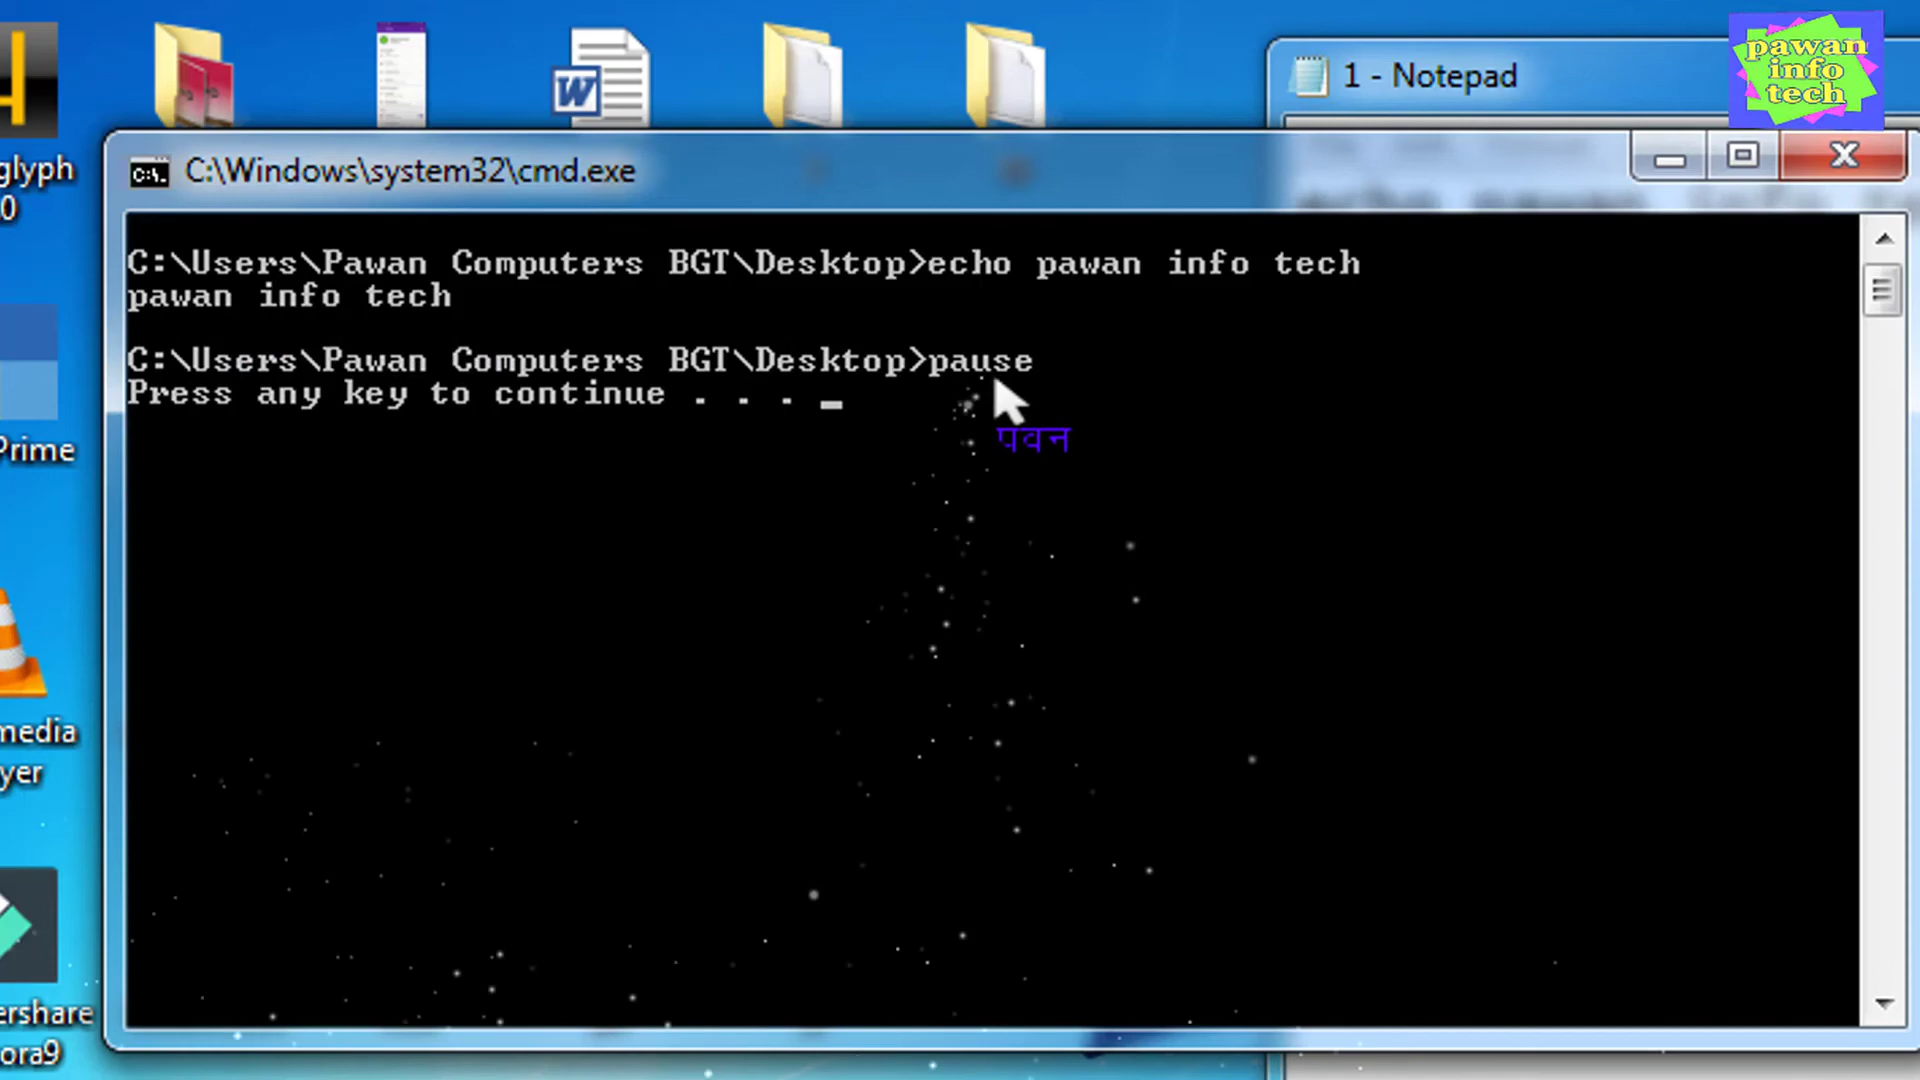 1 - Notepad
pawan
info
tech
glyph
0
C:\Windows\system32\cmd.exe
C:\Users\Pawan Computers BGT\Desktop>echo pawan info tech
pawan info tech
C:\Users\Pawan Computers BGT\Desktop>pause
Press any key to continue . . . _
पवन
Prime
media
yer
ershare
ora9